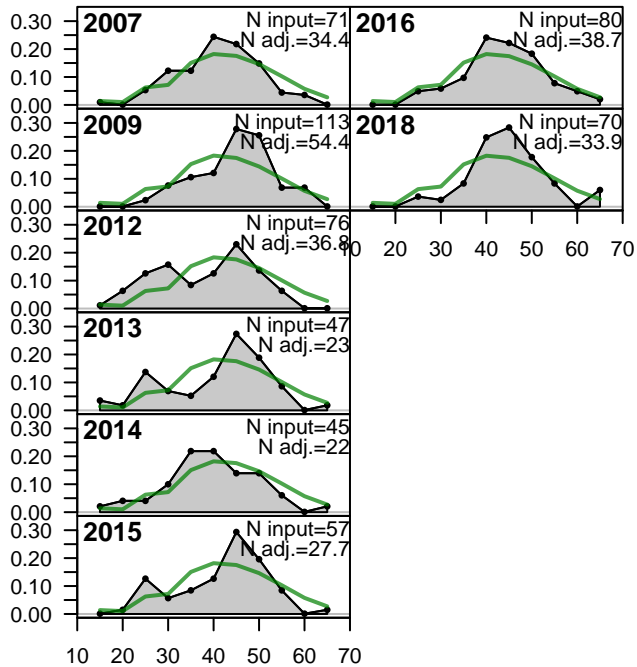 2007
N input=71
N adj.=34.4
0.30
0.20
0.10
0.00
2016
N input=80
N adj.=38.7
2009
N input=113
N adj.=54.4
0.30
0.20
0.10
0.00
2018
N input=70
N adj.=33.9
10 20 30 40 50 60 70
2012
N input=76
N adj.=36.8
0.30
0.20
0.10
0.00
2013
N input=47
N adj.=23
0.30
0.20
0.10
0.00
2014
N input=45
N adj.=22
0.30
0.20
0.10
0.00
2015
N input=57
N adj.=27.7
0.30
0.20
0.10
0.00
10 20 30 40 50 60 70